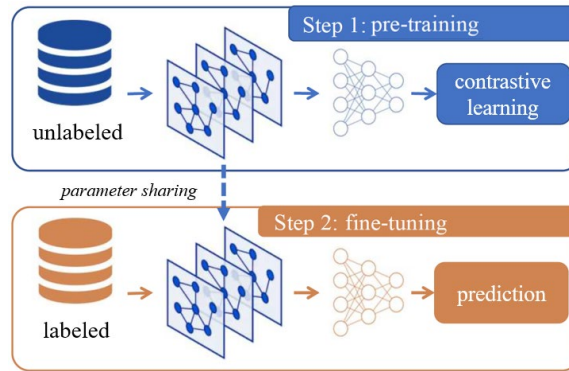 Step 1: pre-training
unlabeled
contrastive
learning
parameter sharing
Step 2: fine-tuning
labeled
prediction